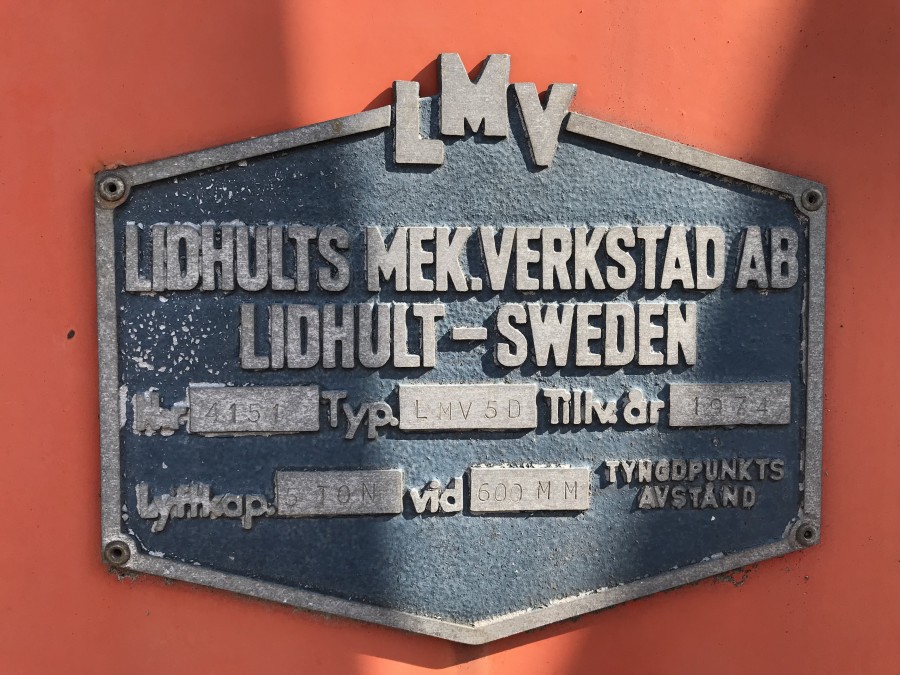 LMV
LIDHULTS MEK. VERKSTAD AB
LIDHULT-SWEDEN
Nr 4151 Typ. LMV 5D Tillv. år 1974
Lyftkap. 5 TON vid 600 MM TYNGDPUNKTS
AVSTÅND